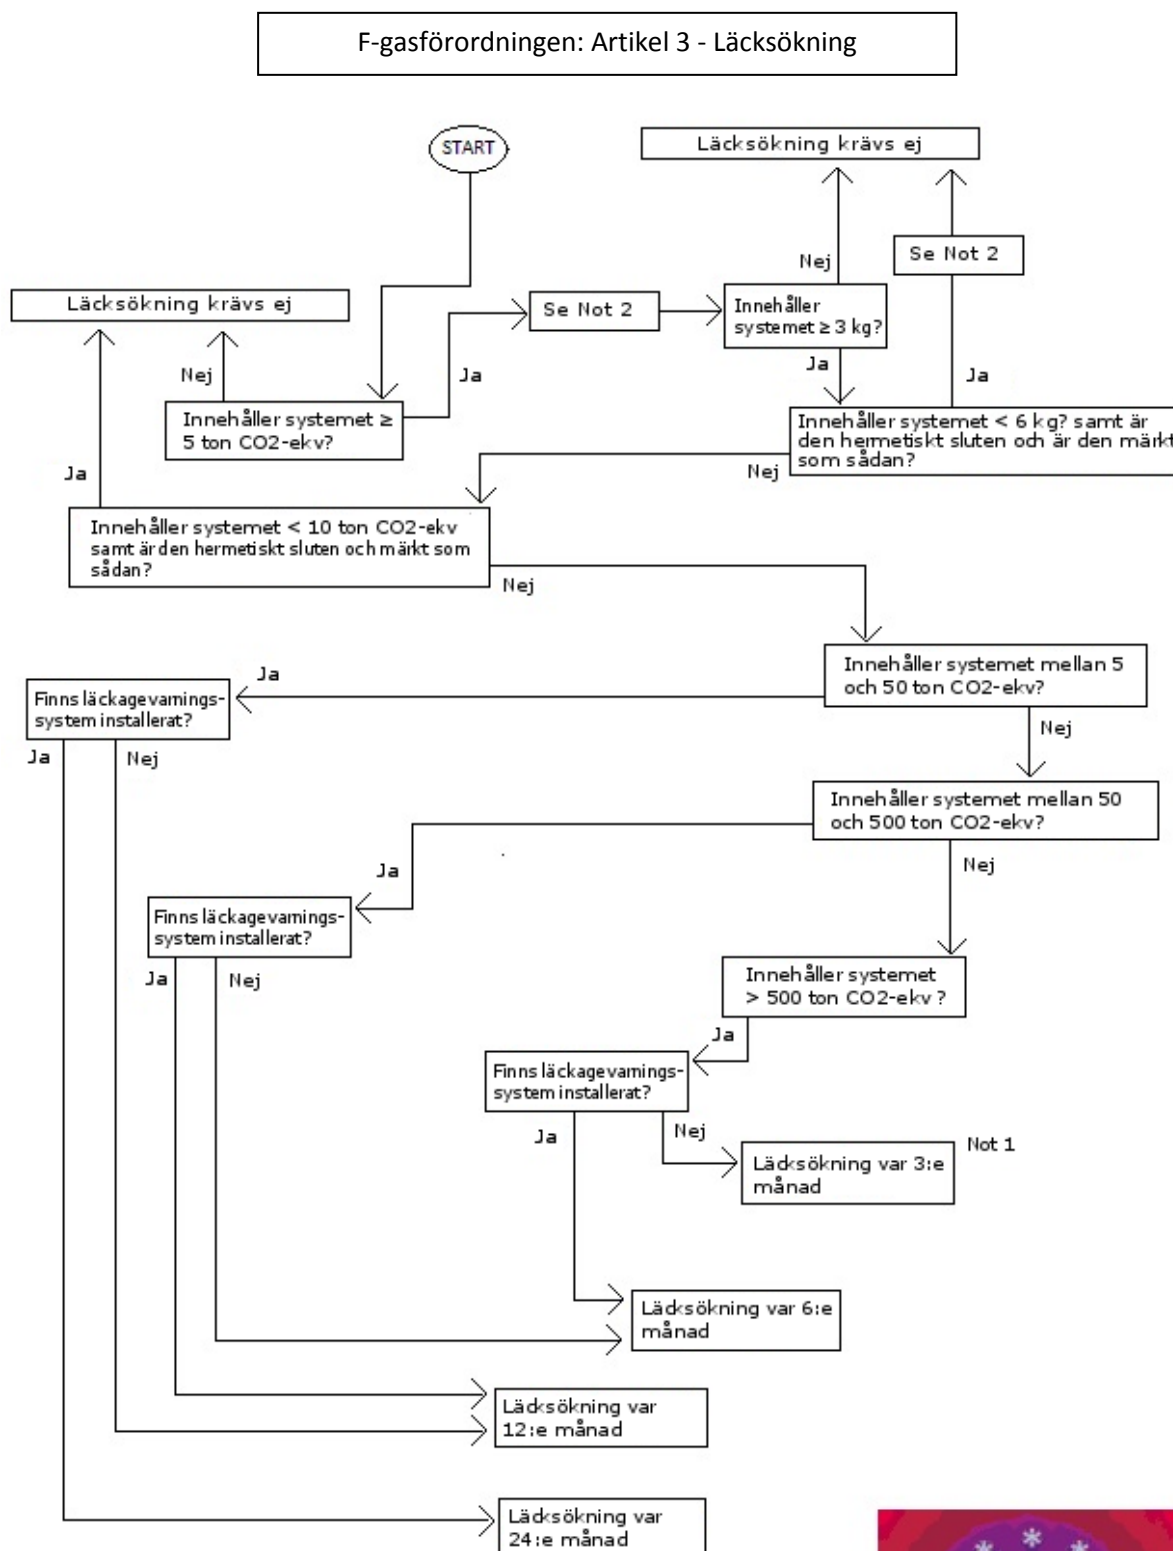 F-gasförordningen: Artikel 3 - Läcksökning
START
Läcksökning krävs ej
Se Not 2
Nej
Läcksökning krävs ej
Se Not 2
Innehåller
systemet ≥ 3 kg?
Nej
Ja
Ja
Ja
Innehåller systemet ≥
5 ton CO2-ekv?
Innehåller systemet < 6 kg? samt är
den hermetiskt sluten och är den märkt
som sådan?
Ja
Nej
Innehåller systemet < 10 ton CO2-ekv
samt är den hermetiskt sluten och märkt som
sådan?
Nej
Innehåller systemet mellan 5
och 50 ton CO2-ekv?
Ja
Finns läckagevarnings-
system installerat?
Nej
Ja
Nej
Innehåller systemet mellan 50
och 500 ton CO2-ekv?
Ja
Nej
Finns läckagevarnings-
system installerat?
Ja
Nej
Innehåller systemet
> 500 ton CO2-ekv ?
Ja
Finns läckagevarnings-
system installerat?
Ja
Nej
Not 1
Läcksökning var 3:e
månad
Läcksökning var 6:e
månad
Läcksökning var
12:e månad
Läcksökning var
24:e månad